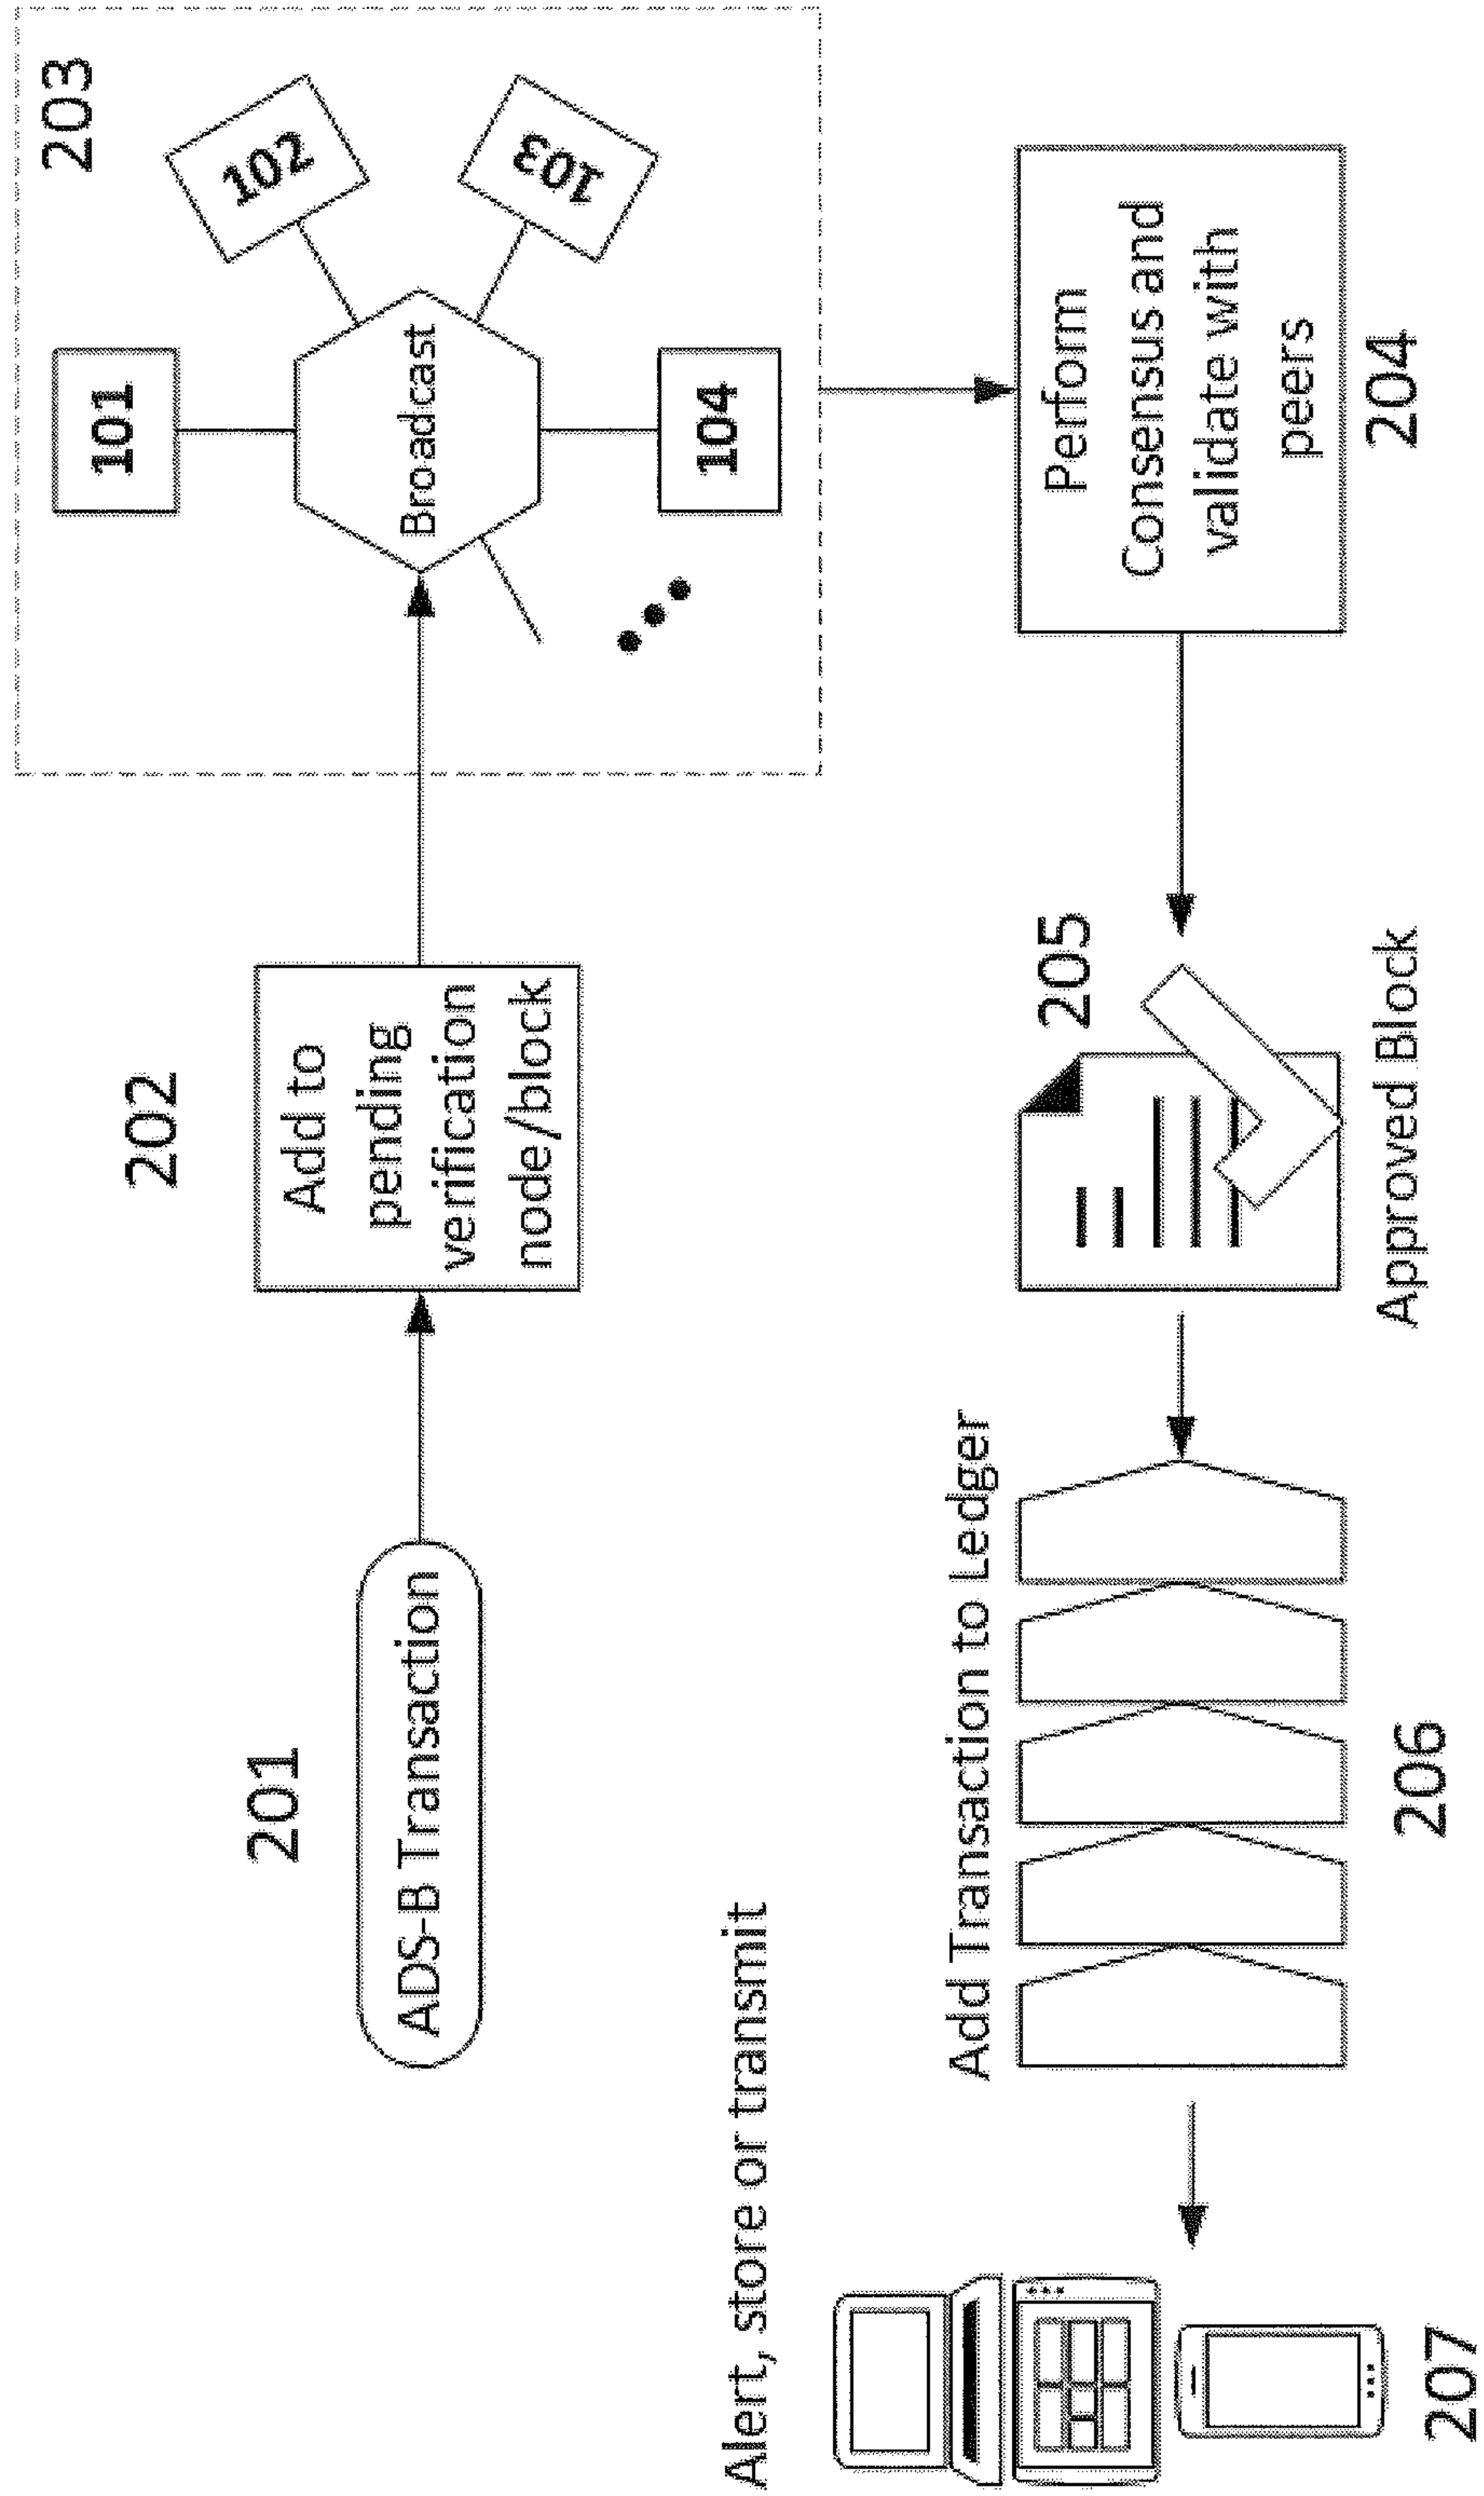 201
ADS-B Transaction
202
Add to
pending
verification
node/block
203
101
102
103
104
Broadcast
Perform
Consensus and
validate with
peers
204
205
Approved Block
Add Transaction to Ledger
206
Alert, store or transmit
207